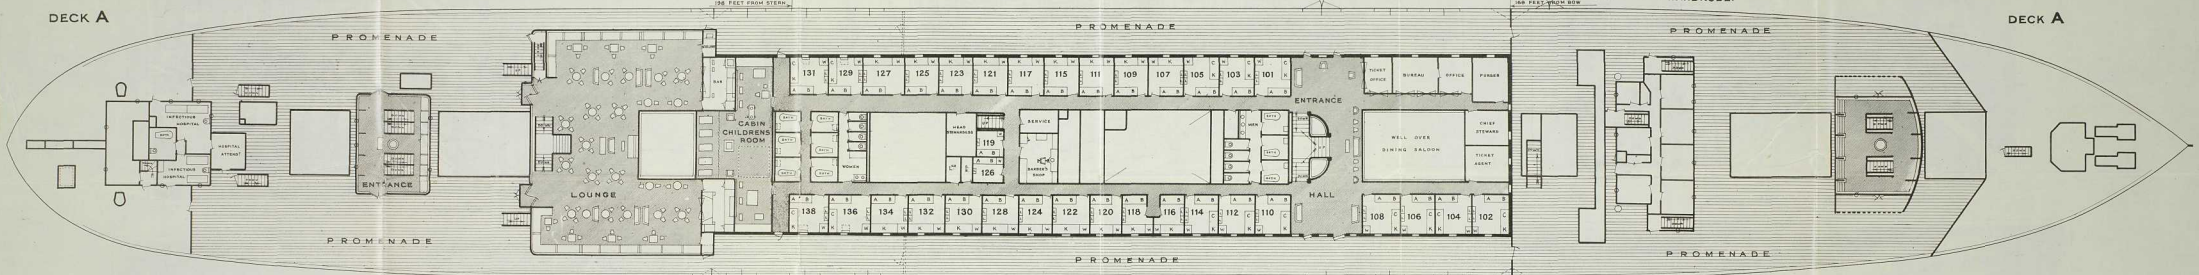 DECK A
198 FEET FROM STERN
168 FEET FROM BOW
DECK A
PROMENADE
PROMENADE
PROMENADE
131 129 127 125 123 121 117 115 111 109 107 105 103 101
TICKET OFFICE
BUREAU
OFFICE
PURSER
BAR
INFECTIOUS HOSPITAL
HOSPITAL ATTENDT
INFECTIOUS HOSPITAL
ENTRANCE
LOUNGE
CABIN CHILDRENS ROOM
BATH
WOMEN
HEAD STEWARDESS
119
126
SERVICE
BARBER'S SHOP
MEN
BATH
ENTRANCE
HALL
WELL OVER
DINING SALOON
CHIEF STEWARD
TICKET AGENT
138 136 134 132 130 128 124 122 120 118 116 114 112 110 108 106 104 102
PROMENADE
PROMENADE
PROMENADE